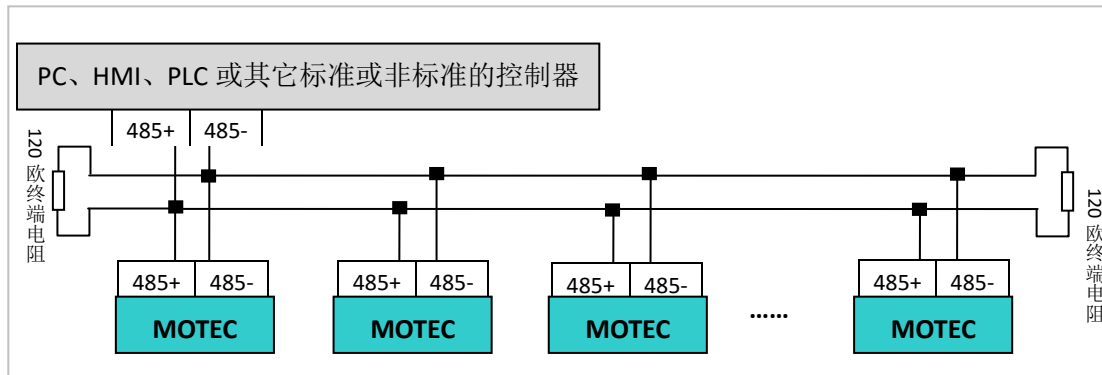 PC、HMI、PLC 或其它标准或非标准的控制器
485+ 485-
120 欧终端电阻
120 欧终端电阻
485+ 485- 485+ 485- 485+ 485- 485+ 485-
MOTEC MOTEC MOTEC …… MOTEC